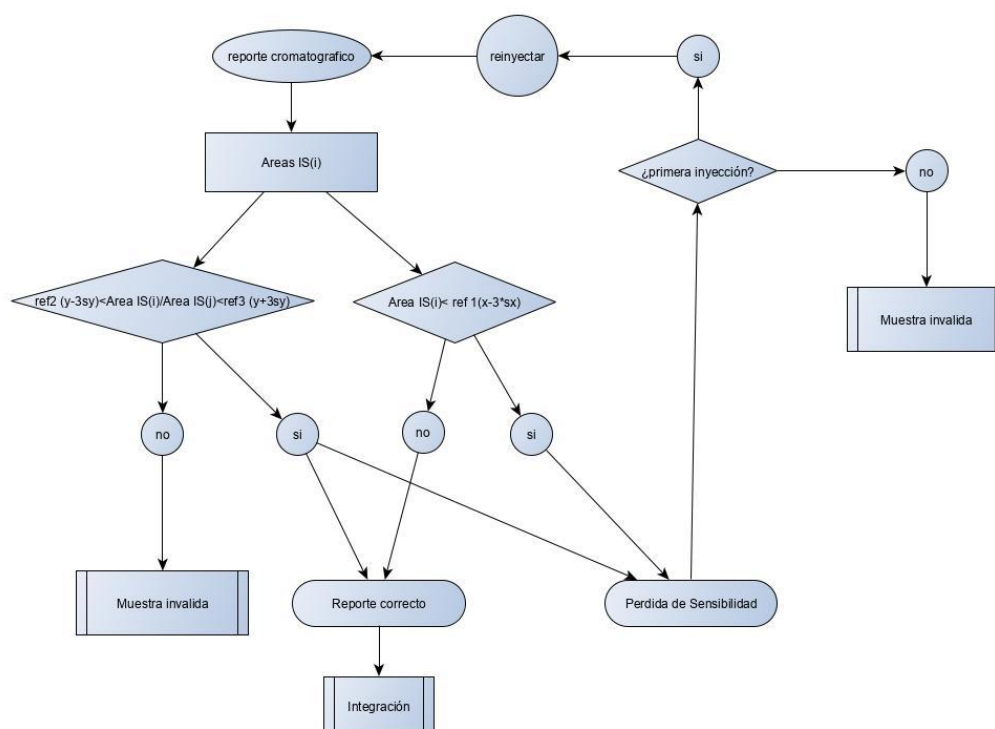 reporte cromatografico
reinyectar
si
Areas IS(i)
¿primera inyección?
no
ref2 (y-3sy)<Area IS(i)/Area IS(j)<ref3 (y+3sy)
Area IS(i)< ref 1(x-3*sx)
Muestra invalida
no
si
no
si
Muestra invalida
Reporte correcto
Perdida de Sensibilidad
Integración